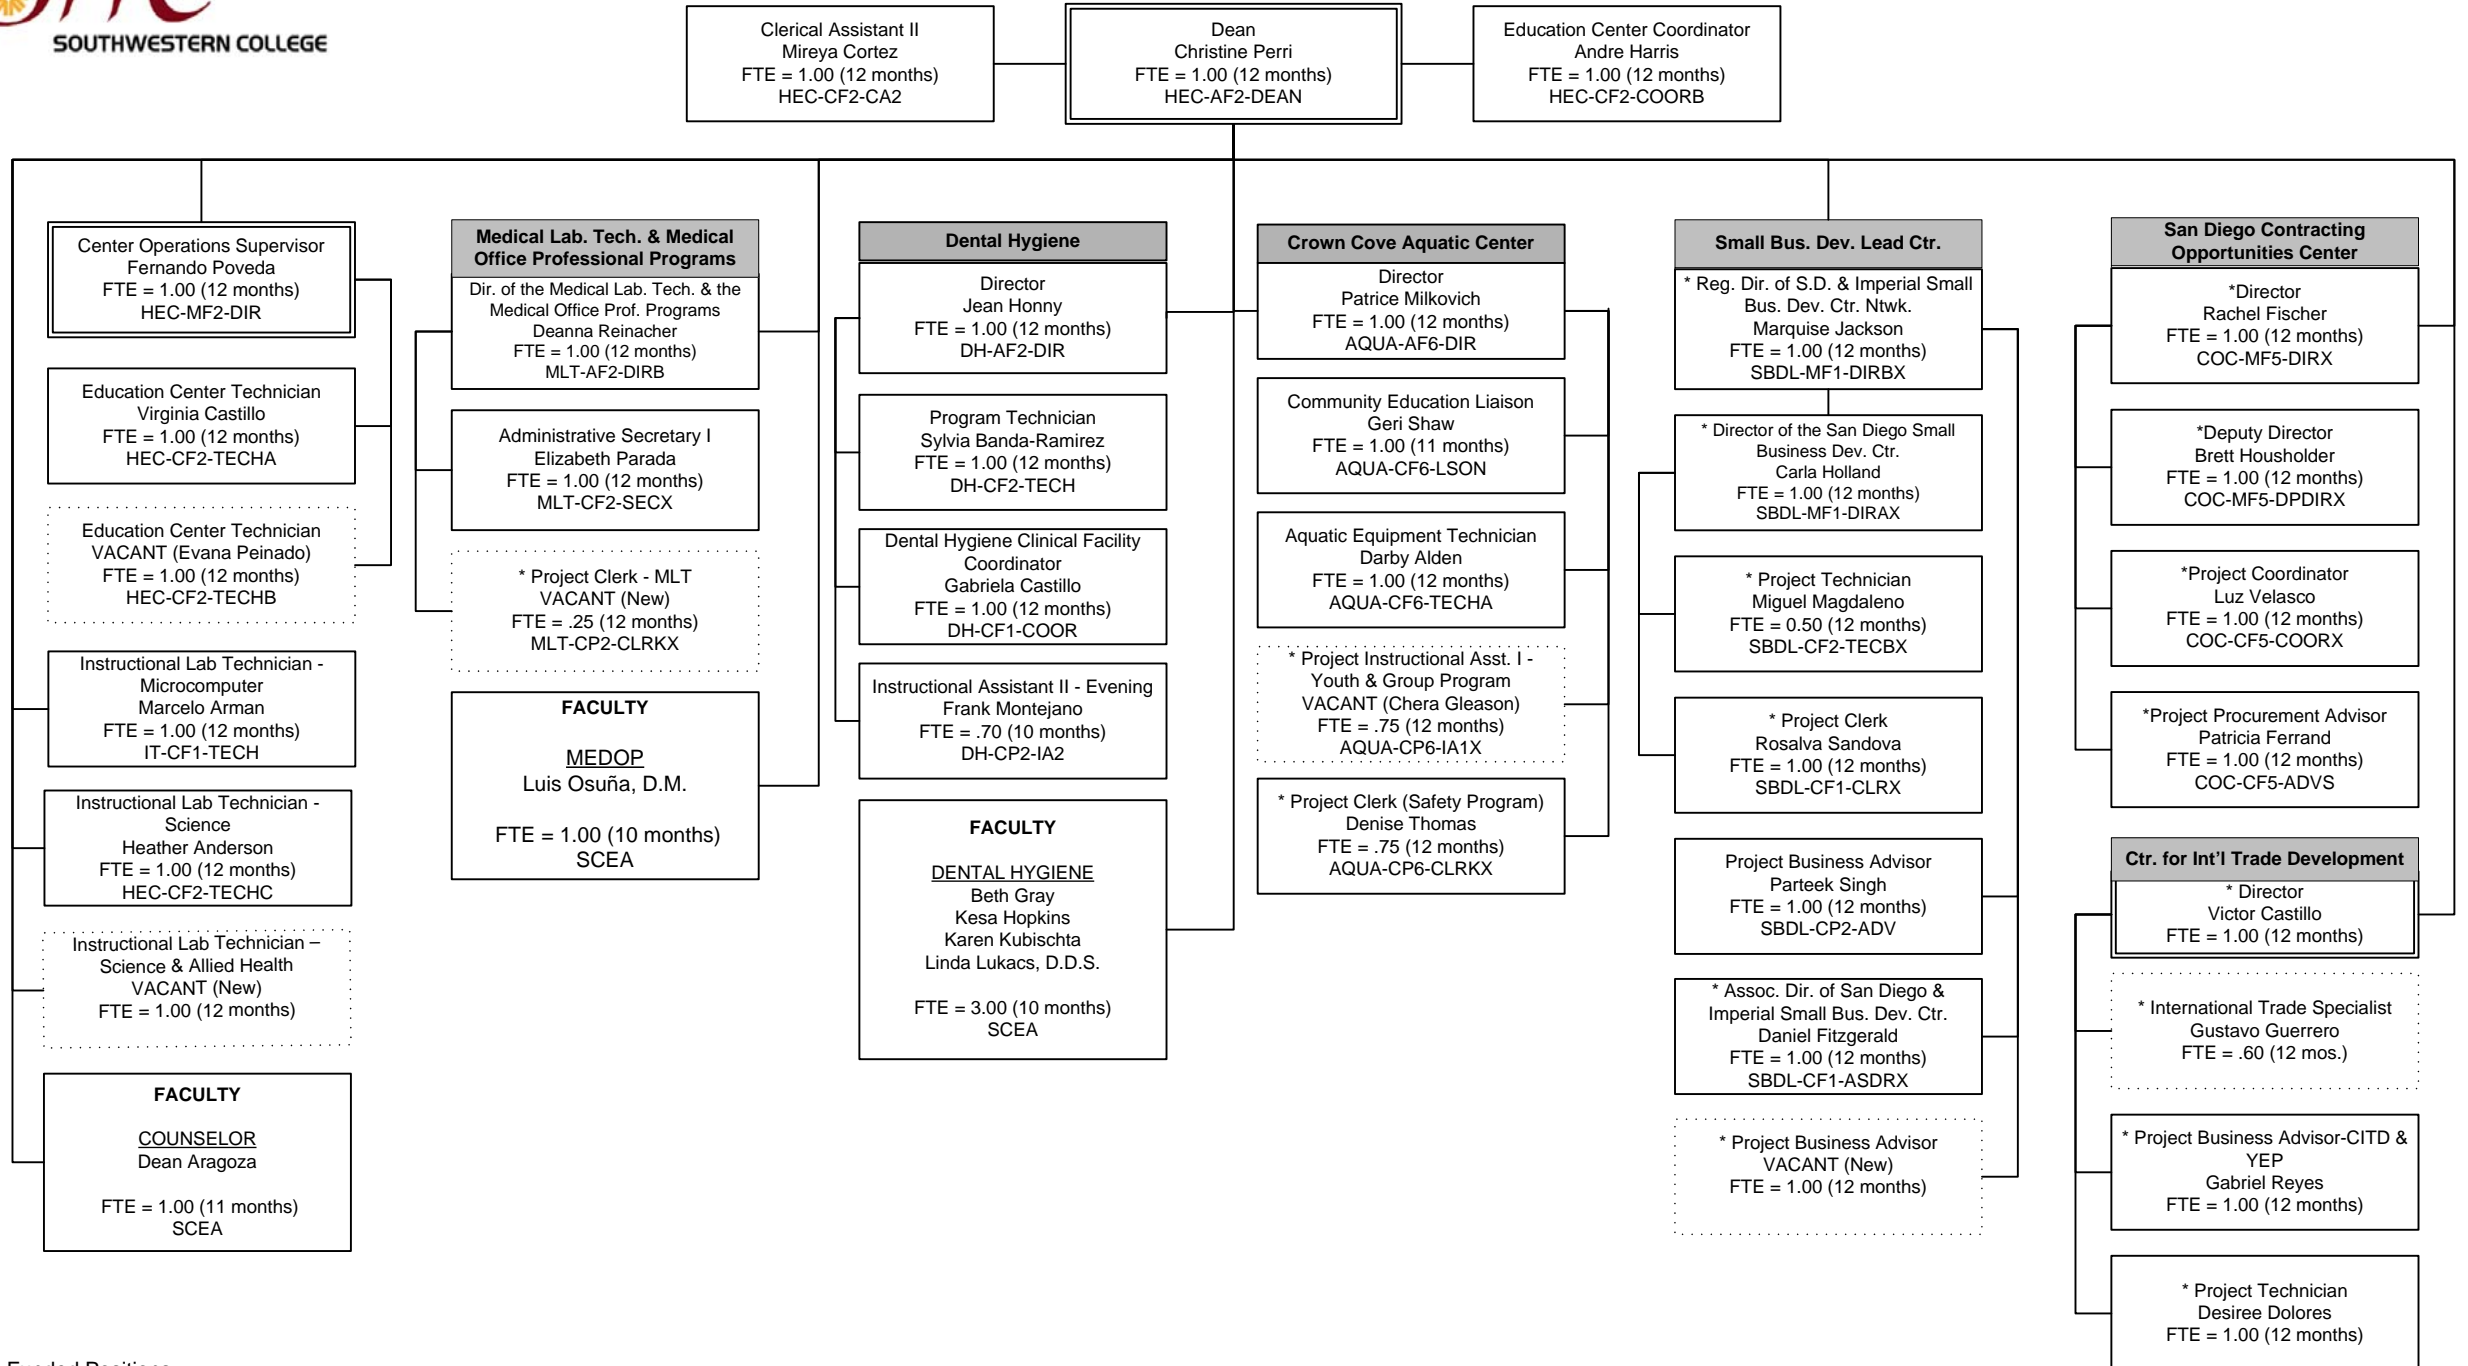 SOUTHWESTERN COLLEGE
Clerical Assistant II
Mireya Cortez
FTE = 1.00 (12 months)
HEC-CF2-CA2
Dean
Christine Perri
FTE = 1.00 (12 months)
HEC-AF2-DEAN
Education Center Coordinator
Andre Harris
FTE = 1.00 (12 months)
HEC-CF2-COORB
Center Operations Supervisor
Fernando Poveda
FTE = 1.00 (12 months)
HEC-MF2-DIR
Education Center Technician
Virginia Castillo
FTE = 1.00 (12 months)
HEC-CF2-TECHA
Education Center Technician
VACANT (Evana Peinado)
FTE = 1.00 (12 months)
HEC-CF2-TECHB
Instructional Lab Technician -
Microcomputer
Marcelo Arman
FTE = 1.00 (12 months)
IT-CF1-TECH
Instructional Lab Technician -
Science
Heather Anderson
FTE = 1.00 (12 months)
HEC-CF2-TECHC
Instructional Lab Technician –
Science & Allied Health
VACANT (New)
FTE = 1.00 (12 months)
FACULTY
COUNSELOR
Dean Aragoza
FTE = 1.00 (11 months)
SCEA
Medical Lab. Tech. & Medical
Office Professional Programs
Dir. of the Medical Lab. Tech. & the
Medical Office Prof. Programs
Deanna Reinacher
FTE = 1.00 (12 months)
MLT-AF2-DIRB
Administrative Secretary I
Elizabeth Parada
FTE = 1.00 (12 months)
MLT-CF2-SECX
* Project Clerk - MLT
VACANT (New)
FTE = .25 (12 months)
MLT-CP2-CLRKX
FACULTY
MEDOP
Luis Osuña, D.M.
FTE = 1.00 (10 months)
SCEA
Dental Hygiene
Director
Jean Honny
FTE = 1.00 (12 months)
DH-AF2-DIR
Program Technician
Sylvia Banda-Ramirez
FTE = 1.00 (12 months)
DH-CF2-TECH
Dental Hygiene Clinical Facility
Coordinator
Gabriela Castillo
FTE = 1.00 (12 months)
DH-CF1-COOR
Instructional Assistant II - Evening
Frank Montejano
FTE = .70 (10 months)
DH-CP2-IA2
FACULTY
DENTAL HYGIENE
Beth Gray
Kesa Hopkins
Karen Kubischta
Linda Lukacs, D.D.S.
FTE = 3.00 (10 months)
SCEA
Crown Cove Aquatic Center
Director
Patrice Milkovich
FTE = 1.00 (12 months)
AQUA-AF6-DIR
Community Education Liaison
Geri Shaw
FTE = 1.00 (11 months)
AQUA-CF6-LSON
Aquatic Equipment Technician
Darby Alden
FTE = 1.00 (12 months)
AQUA-CF6-TECHA
* Project Instructional Asst. I -
Youth & Group Program
VACANT (Chera Gleason)
FTE = .75 (12 months)
AQUA-CP6-IA1X
* Project Clerk (Safety Program)
Denise Thomas
FTE = .75 (12 months)
AQUA-CP6-CLRKX
Small Bus. Dev. Lead Ctr.
* Reg. Dir. of S.D. & Imperial Small
Bus. Dev. Ctr. Ntwk.
Marquise Jackson
FTE = 1.00 (12 months)
SBDL-MF1-DIRBX
* Director of the San Diego Small
Business Dev. Ctr.
Carla Holland
FTE = 1.00 (12 months)
SBDL-MF1-DIRAX
* Project Technician
Miguel Magdaleno
FTE = 0.50 (12 months)
SBDL-CF2-TECBX
* Project Clerk
Rosalva Sandova
FTE = 1.00 (12 months)
SBDL-CF1-CLRX
Project Business Advisor
Parteek Singh
FTE = 1.00 (12 months)
SBDL-CP2-ADV
* Assoc. Dir. of San Diego &
Imperial Small Bus. Dev. Ctr.
Daniel Fitzgerald
FTE = 1.00 (12 months)
SBDL-CF1-ASDRX
* Project Business Advisor
VACANT (New)
FTE = 1.00 (12 months)
San Diego Contracting
Opportunities Center
*Director
Rachel Fischer
FTE = 1.00 (12 months)
COC-MF5-DIRX
*Deputy Director
Brett Housholder
FTE = 1.00 (12 months)
COC-MF5-DPDIRX
*Project Coordinator
Luz Velasco
FTE = 1.00 (12 months)
COC-CF5-COORX
*Project Procurement Advisor
Patricia Ferrand
FTE = 1.00 (12 months)
COC-CF5-ADVS
Ctr. for Int'l Trade Development
* Director
Victor Castillo
FTE = 1.00 (12 months)
* International Trade Specialist
Gustavo Guerrero
FTE = .60 (12 mos.)
* Project Business Advisor-CITD &
YEP
Gabriel Reyes
FTE = 1.00 (12 months)
* Project Technician
Desiree Dolores
FTE = 1.00 (12 months)